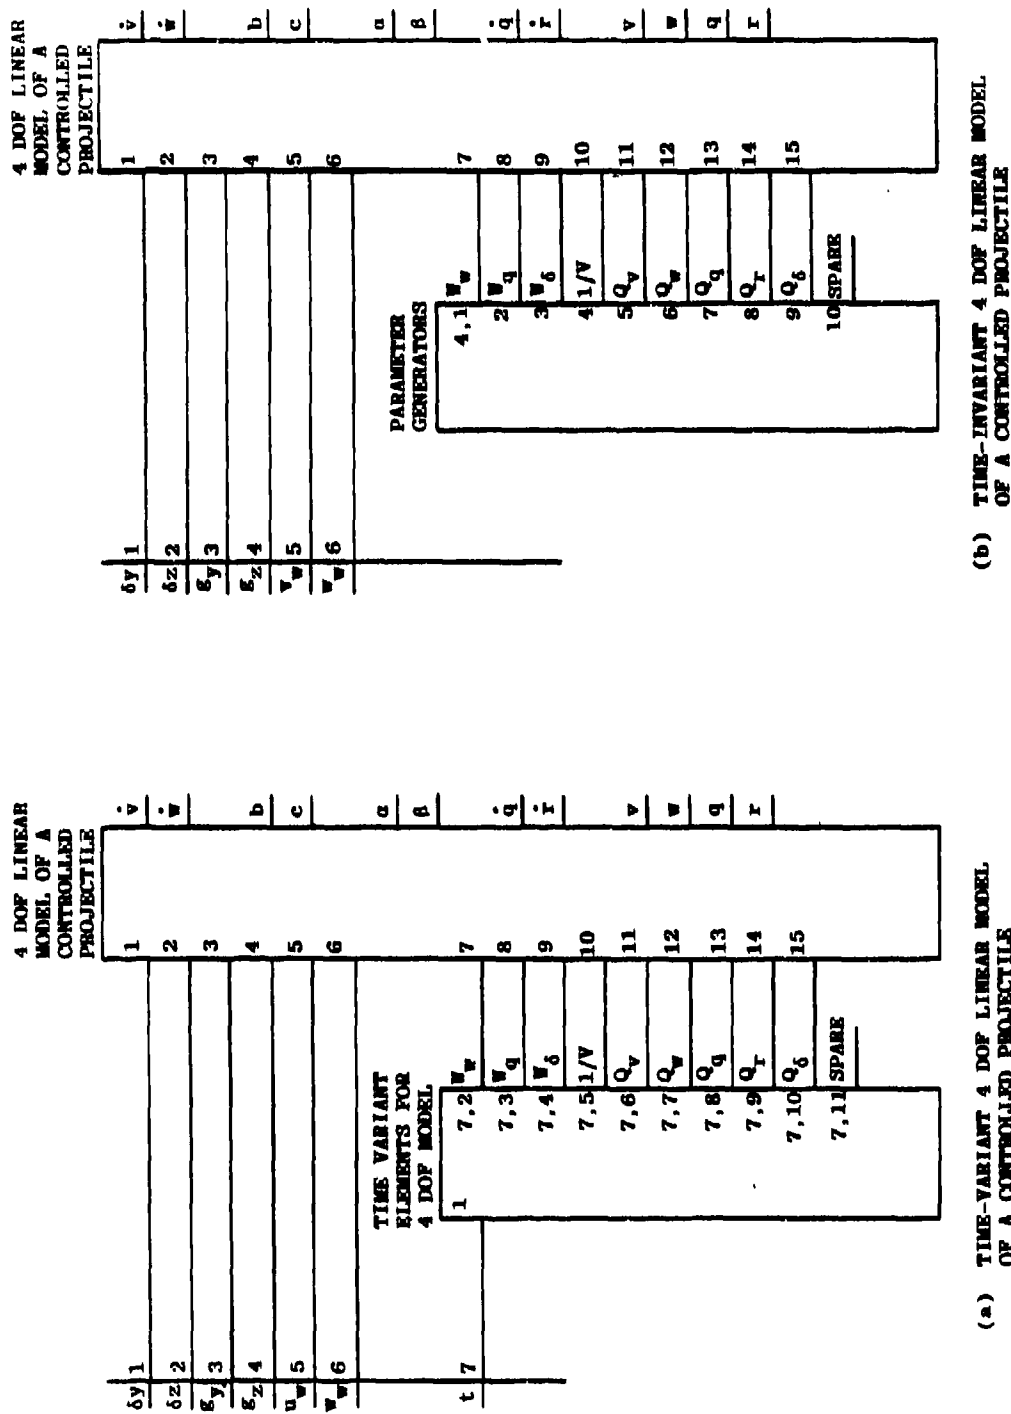 4 DOF LINEAR
MODEL OF A
CONTROLLED
PROJECTILE
δy 1
δz 2
g_y 3
g_z 4
u_w 5
w_w 6
t 7
1
2
3
4
5
6
7
8
9
10
11
12
13
14
15
v̇
ẇ
b
c
α
β
q̇
ṙ
v
w
q
r
TIME VARIANT
ELEMENTS FOR
4 DOF MODEL
1
7,2 W_w
7,3 W_q
7,4 W_δ
7,5 1/V
7,6 Q_v
7,7 Q_w
7,8 Q_q
7,9 Q_r
7,10 Q_δ
7,11 SPARE
(a) TIME-VARIANT 4 DOF LINEAR MODEL
OF A CONTROLLED PROJECTILE
4 DOF LINEAR
MODEL OF A
CONTROLLED
PROJECTILE
δy 1
δz 2
g_y 3
g_z 4
v_w 5
w_w 6
1
2
3
4
5
6
7
8
9
10
11
12
13
14
15
v̇
ẇ
b
c
α
β
q̇
ṙ
v
w
q
r
PARAMETER
GENERATORS
4,1 W_w
2 W_q
3 W_δ
4 1/V
5 Q_v
6 Q_w
7 Q_q
8 Q_r
9 Q_δ
10 SPARE
(b) TIME-INVARIANT 4 DOF LINEAR MODEL
OF A CONTROLLED PROJECTILE